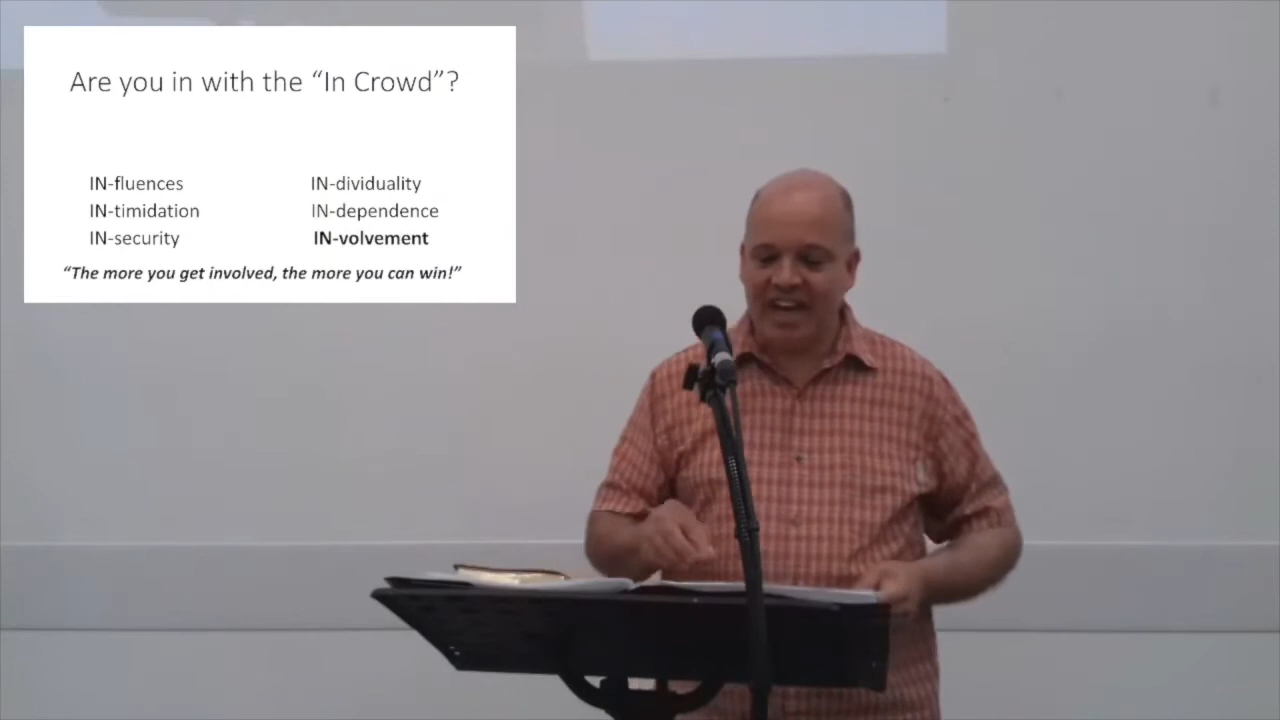 Are you in with the “In Crowd”?
IN-fluences
IN-dividuality
IN-timidation
IN-dependence
IN-security
IN-volvement
“The more you get involved, the more you can win!”